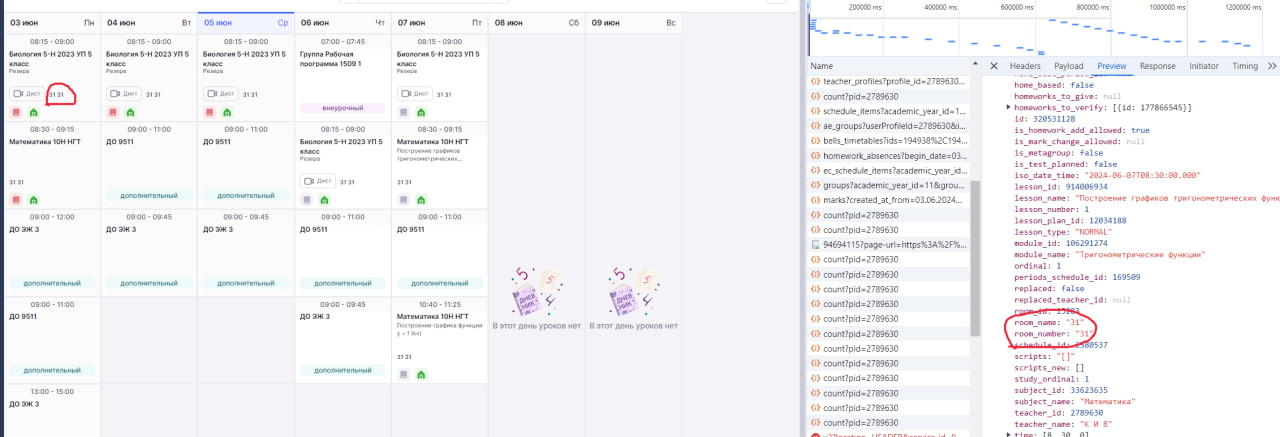 03 июн Пн
04 июн Вт
05 июн Ср
06 июн Чт
07 июн Пт
08 июн Сб
09 июн Вс
08:15 - 09:00
Биология 5-Н 2023 УП 5 класс
Резерв
Дист
31 31
08:15 - 09:00
Биология 5-Н 2023 УП 5 класс
Резерв
Дист
31 31
08:15 - 09:00
Биология 5-Н 2023 УП 5 класс
Резерв
Дист
31 31
07:00 - 07:45
Группа Рабочая программа 1509 1
внеурочный
08:15 - 09:00
Биология 5-Н 2023 УП 5 класс
Резерв
Дист
31 31
08:30 - 09:15
Математика 10Н НГТ
31 31
09:00 - 11:00
ДО 9511
дополнительный
09:00 - 11:00
ДО 9511
дополнительный
08:15 - 09:00
Биология 5-Н 2023 УП 5 класс
Резерв
Дист
31 31
08:30 - 09:15
Математика 10Н НГТ
Построение графиков тригонометрических...
31 31
09:00 - 12:00
ДО ЭЖ 3
дополнительный
09:00 - 09:45
ДО ЭЖ 3
дополнительный
09:00 - 09:45
ДО ЭЖ 3
дополнительный
09:00 - 11:00
ДО 9511
дополнительный
09:00 - 11:00
ДО 9511
дополнительный
5
5
4
ДНЕВ
НИК
В этот день уроков нет
5
5
4
ДНЕВ
НИК
В этот день уроков нет
09:00 - 11:00
ДО 9511
дополнительный
09:00 - 09:45
ДО ЭЖ 3
дополнительный
10:40 - 11:25
Математика 10Н НГТ
Построение графика функции y = f (kx)
31 31
13:00 - 15:00
ДО ЭЖ 3
200000 ms
400000 ms
600000 ms
800000 ms
1000000 ms
1200000 ms
Name
Headers
Payload
Preview
Response
Initiator
Timing
teacher_profiles?profile_id=2789630...
count?pid=2789630
schedule_items?academic_year_id=1...
ae_groups?userProfileId=2789630&i...
bells_timetables?ids=194938%2C194...
homework_absences?begin_date=03...
ec_schedule_items?academic_year_id...
groups?academic_year_id=11&grou...
marks?created_at_from=03.06.2024...
count?pid=2789630
count?pid=2789630
94694115?page-url=https%3A%2F%...
count?pid=2789630
count?pid=2789630
count?pid=2789630
count?pid=2789630
count?pid=2789630
count?pid=2789630
count?pid=2789630
count?pid=2789630
count?pid=2789630
count?pid=2789630
count?pid=2789630
count?pid=2789630
home_based: false
homeworks_to_give: null
homeworks_to_verify: [{id: 177866545}]
id: 320531128
is_homework_add_allowed: true
is_mark_change_allowed: null
is_metagroup: false
is_test_planned: false
iso_date_time: "2024-06-07T08:30:00.000"
lesson_id: 914006934
lesson_name: "Построение графиков тригонометрических функ
lesson_number: 1
lesson_plan_id: 12034188
lesson_type: "NORMAL"
module_id: 106291274
module_name: "Тригонометрические функции"
ordinal: 1
periods_schedule_id: 169509
replaced: false
replaced_teacher_id: null
room_id: 15283
room_name: "31"
room_number: "31"
schedule_id: 2380537
scripts: "[]"
scripts_new: []
study_ordinal: 1
subject_id: 33623635
subject_name: "Математика"
teacher_id: 2789630
teacher_name: "К И В"
time: [8, 30, 0]